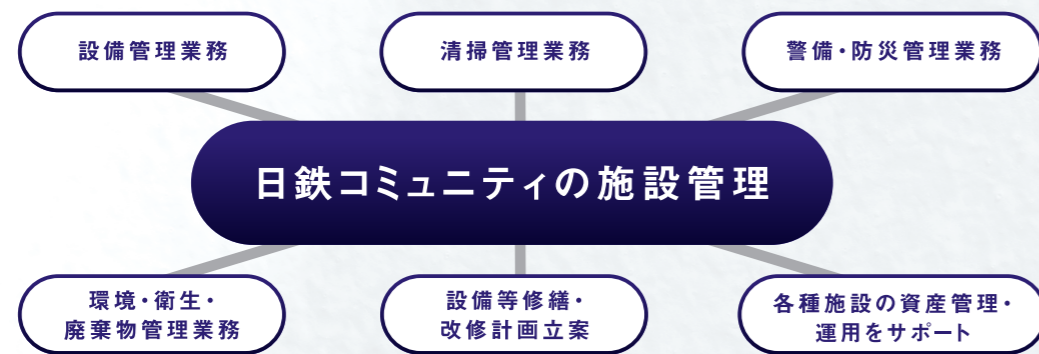 設備管理業務
清掃管理業務
警備・防災管理業務
日鉄コミュニティの施設管理
環境・衛生・
廃棄物管理業務
設備等修繕・
改修計画立案
各種施設の資産管理・
運用をサポート